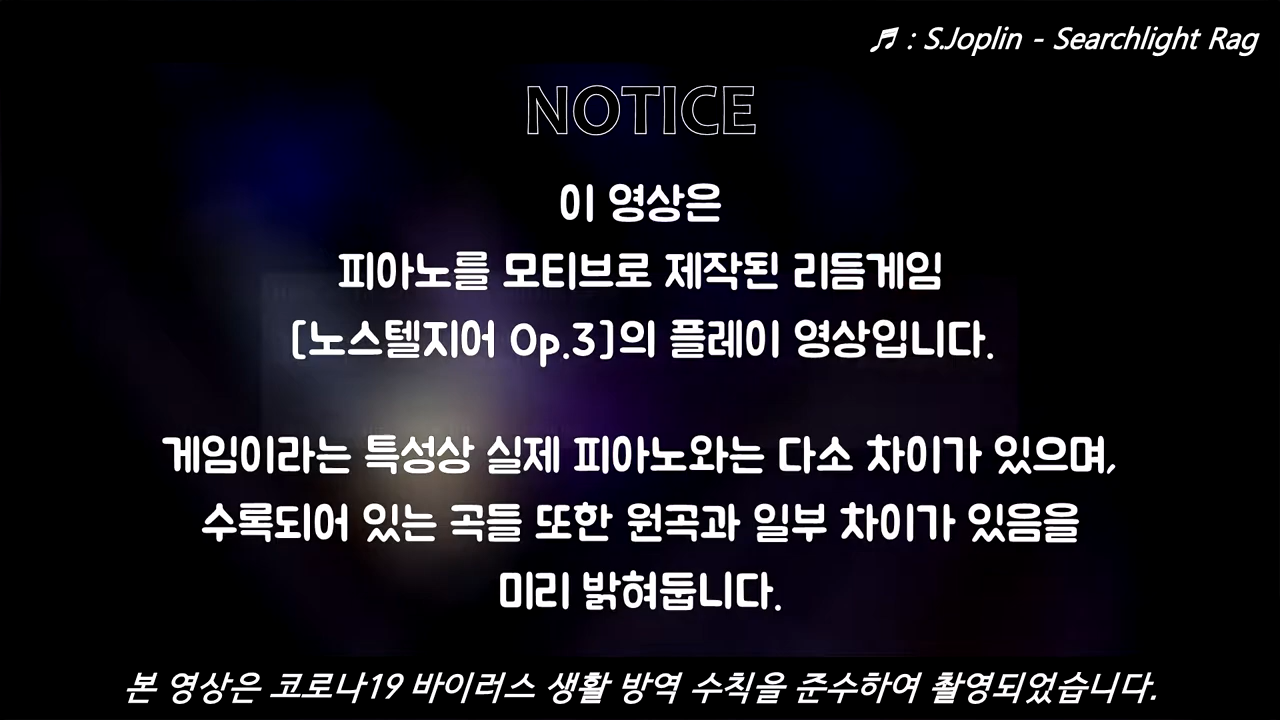 ♬ : S.Joplin - Searchlight Rag
NOTICE
이 영상은
피아노를 모티브로 제작된 리듬게임
[노스텔지어 Op.3]의 플레이 영상입니다.
게임이라는 특성상 실제 피아노와는 다소 차이가 있으며,
수록되어 있는 곡들 또한 원곡과 일부 차이가 있음을
미리 밝혀둡니다.
본 영상은 코로나19 바이러스 생활 방역 수칙을 준수하여 촬영되었습니다.